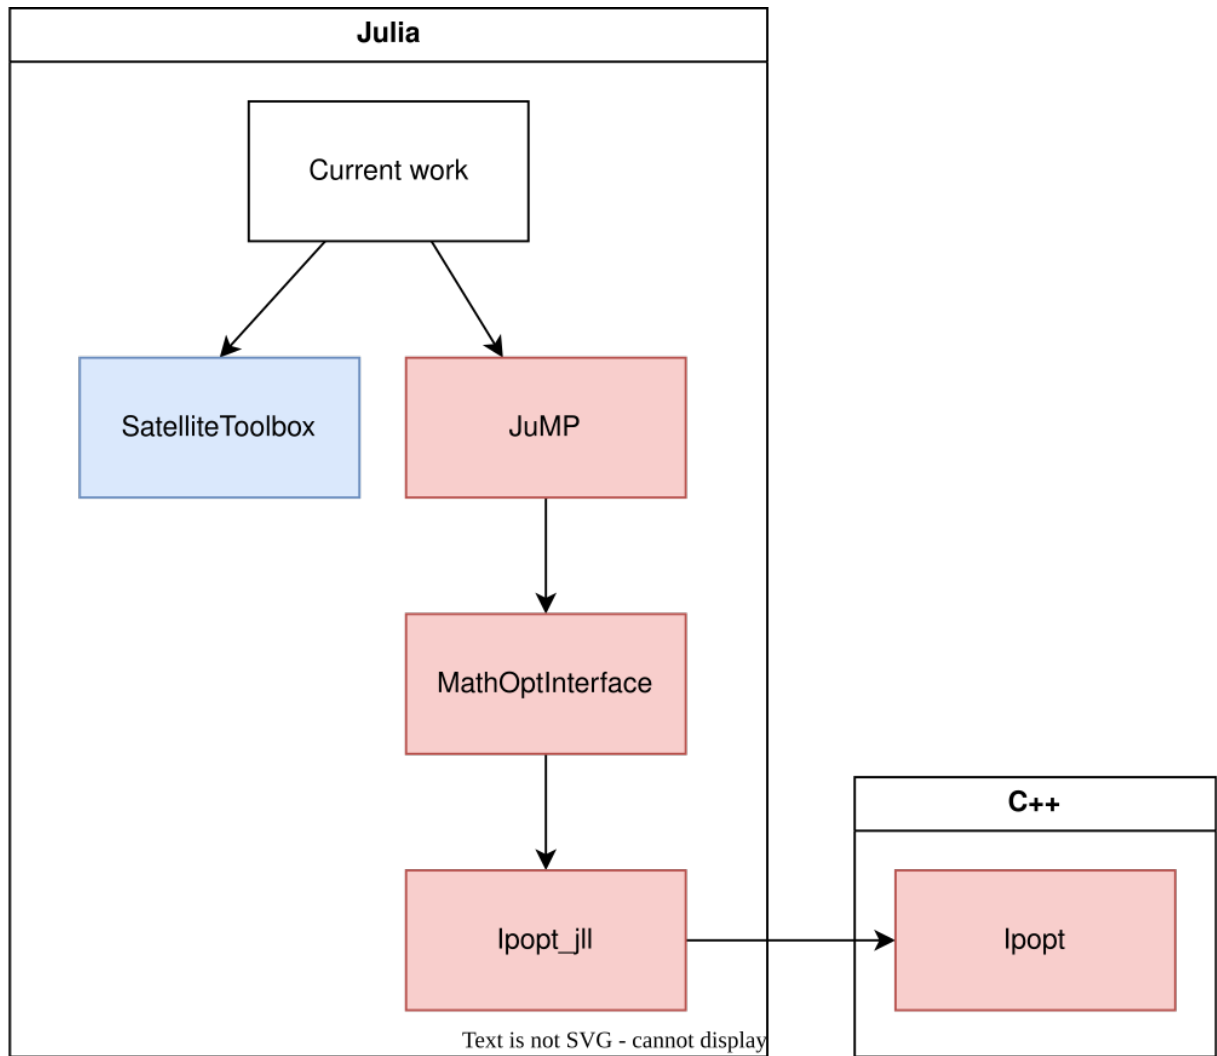 Julia
Current work
SatelliteToolbox
JuMP
MathOptInterface
C++
Ipopt_jll
Ipopt
Text is not SVG - cannot display